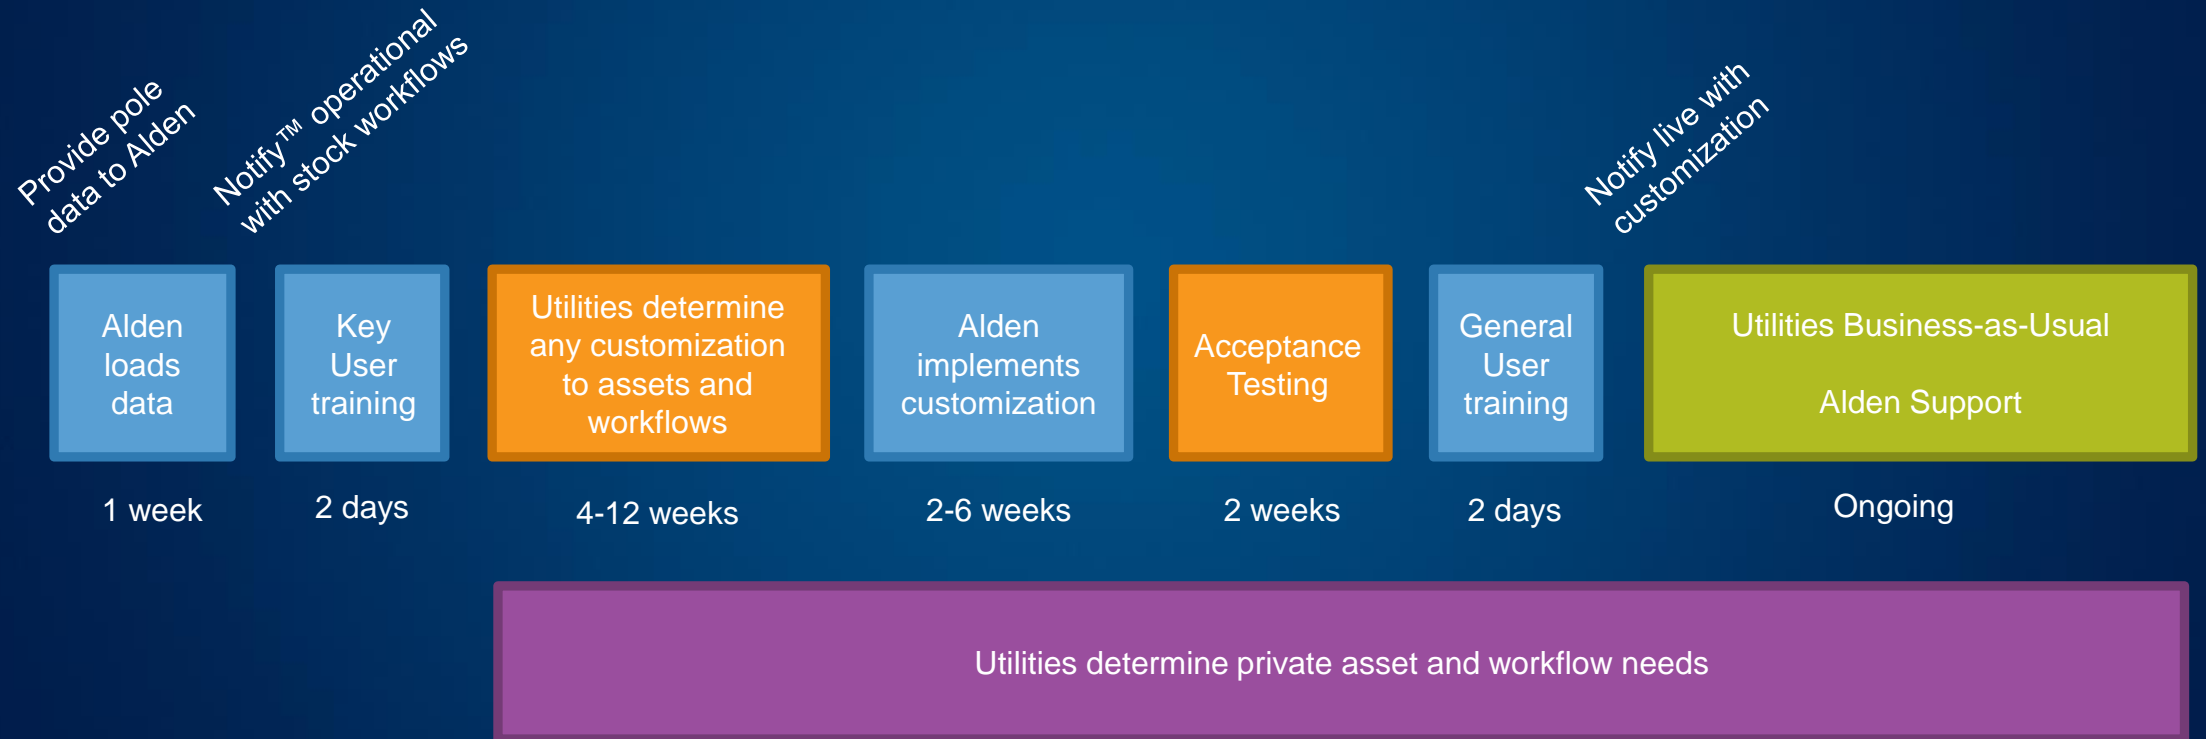 Provide pole
data to Alden
Notify™ operational
with stock workflows
Notify live with
customization
Alden
loads
data
Key
User
training
Utilities determine
any customization
to assets and
workflows
Alden
implements
customization
Acceptance
Testing
General
User
training
Utilities Business-as-Usual
Alden Support
1 week
2 days
4-12 weeks
2-6 weeks
2 weeks
2 days
Ongoing
Utilities determine private asset and workflow needs